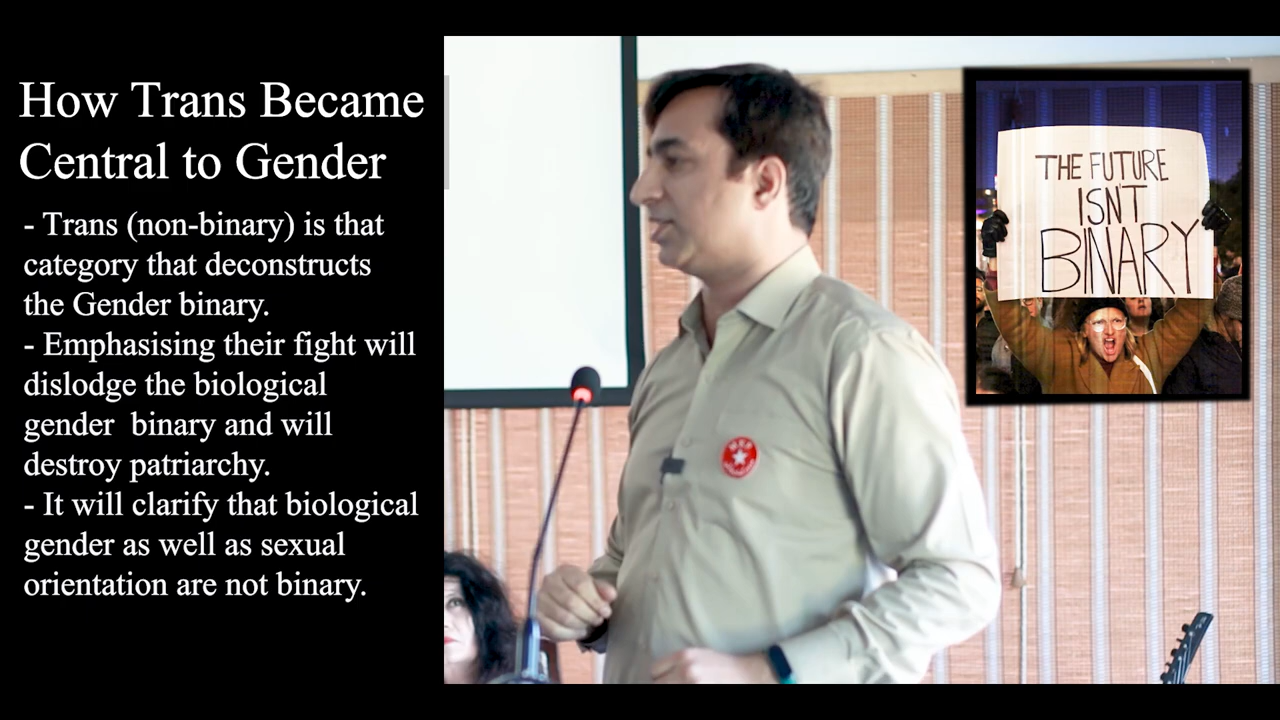 How Trans Became
Central to Gender
- Trans (non-binary) is that
category that deconstructs
the Gender binary.
- Emphasising their fight will
dislodge the biological
gender  binary and will
destroy patriarchy.
- It will clarify that biological
gender as well as sexual
orientation are not binary.
THE FUTURE
ISN'T
BINARY